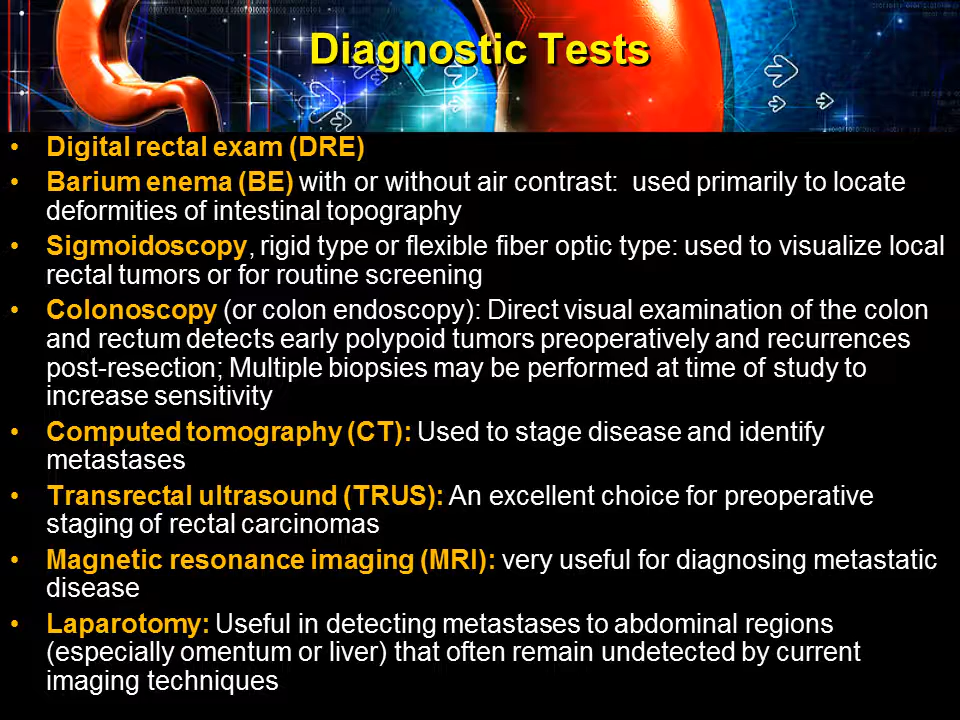 Diagnostic Tests
• Digital rectal exam (DRE)
• Barium enema (BE) with or without air contrast:  used primarily to locate
deformities of intestinal topography
• Sigmoidoscopy, rigid type or flexible fiber optic type: used to visualize local
rectal tumors or for routine screening
• Colonoscopy (or colon endoscopy): Direct visual examination of the colon
and rectum detects early polypoid tumors preoperatively and recurrences
post-resection; Multiple biopsies may be performed at time of study to
increase sensitivity
• Computed tomography (CT): Used to stage disease and identify
metastases
• Transrectal ultrasound (TRUS): An excellent choice for preoperative
staging of rectal carcinomas
• Magnetic resonance imaging (MRI): very useful for diagnosing metastatic
disease
• Laparotomy: Useful in detecting metastases to abdominal regions
(especially omentum or liver) that often remain undetected by current
imaging techniques